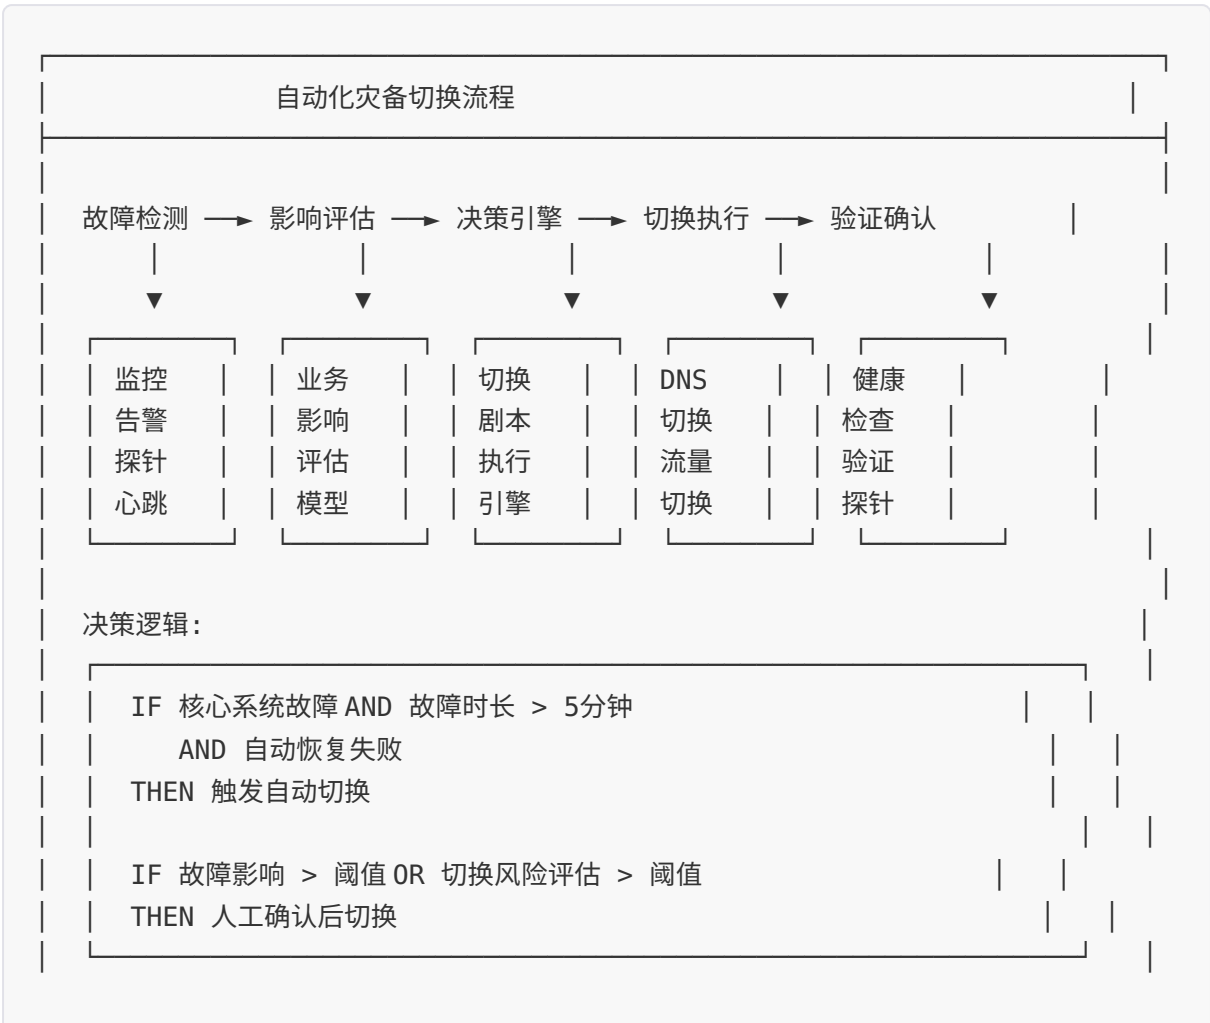 自动化灾备切换流程
故障检测 ──► 影响评估 ──► 决策引擎 ──► 切换执行 ──► 验证确认
监控 业务 切换 DNS 健康
告警 影响 剧本 切换 检查
探针 评估 执行 流量 验证
心跳 模型 引擎 切换 探针
决策逻辑:
IF 核心系统故障 AND 故障时长 > 5分钟
AND 自动恢复失败
THEN 触发自动切换
IF 故障影响 > 阈值 OR 切换风险评估 > 阈值
THEN 人工确认后切换